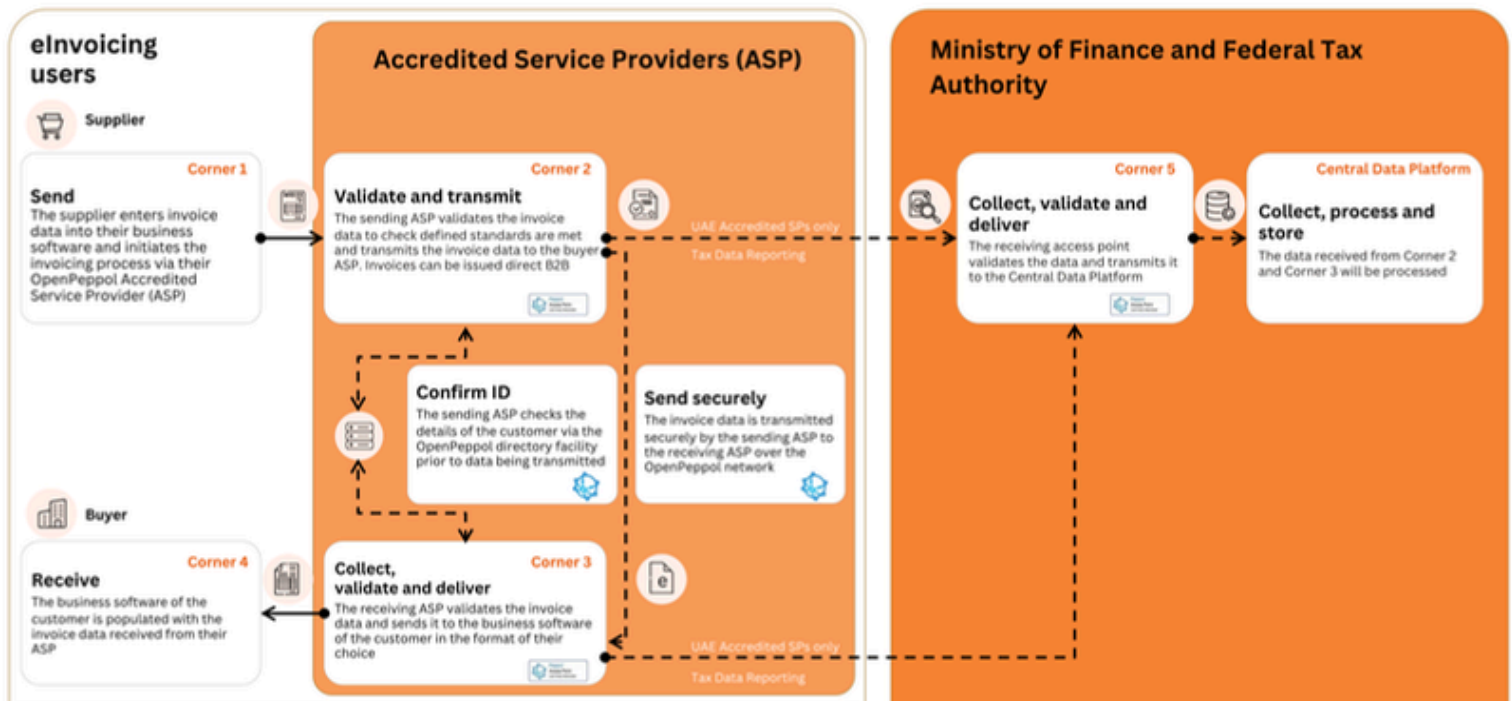 eInvoicing
users
Accredited Service Providers (ASP)
Ministry of Finance and Federal Tax
Authority
Supplier
Corner 1
Send
The supplier enters invoice
data into their business
software and initiates the
invoicing process via their
OpenPeppol Accredited
Service Provider (ASP)
Corner 2
Validate and transmit
The sending ASP validates the invoice
data to check defined standards are met
and transmits the invoice data to the buyer
ASP. Invoices can be issued direct B2B
UAE Accredited SPs only
Tax Data Reporting
Corner 5
Collect, validate and
deliver
The receiving access point
validates the data and transmits it
to the Central Data Platform
Central Data Platform
Collect, process and
store
The data received from Corner 2
and Corner 3 will be processed
Confirm ID
The sending ASP checks the
details of the customer via the
OpenPeppol directory facility
prior to data being transmitted
Send securely
The invoice data is transmitted
securely by the sending ASP to
the receiving ASP over the
OpenPeppol network
Buyer
Corner 4
Receive
The business software of the
customer is populated with the
invoice data received from their
ASP
Corner 3
Collect,
validate and deliver
The receiving ASP validates the invoice
data and sends it to the business software
of the customer in the format of their
choice
e
UAE Accredited SPs only
Tax Data Reporting